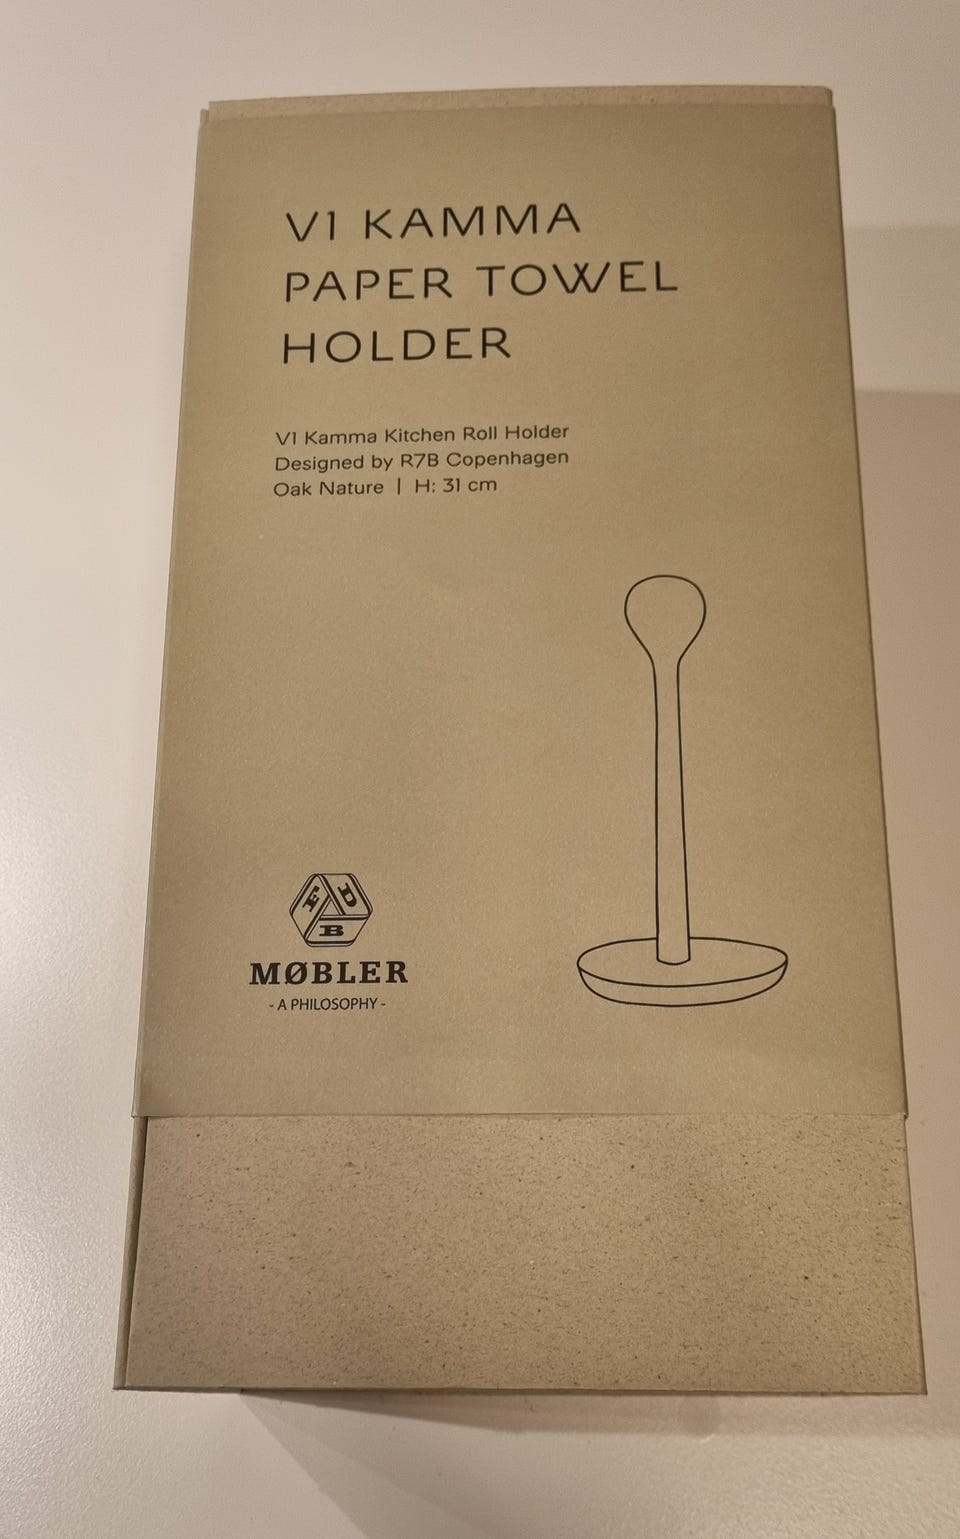 V1 KAMMA
PAPER TOWEL
HOLDER
V1 Kamma Kitchen Roll Holder
Designed by R7B Copenhagen
Oak Nature | H: 31 cm
F D B
MØBLER
- A PHILOSOPHY -